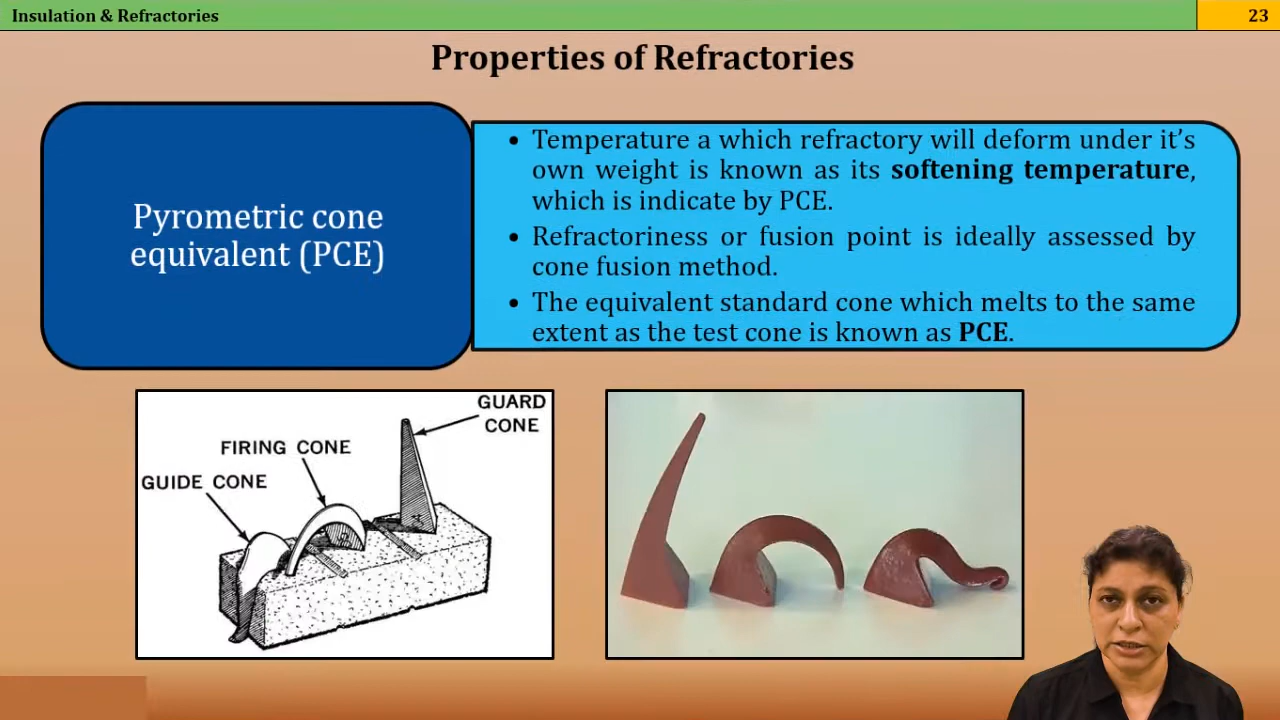 Insulation & Refractories
23
Properties of Refractories
Pyrometric cone
equivalent (PCE)
• Temperature a which refractory will deform under it’s
own weight is known as its softening temperature,
which is indicate by PCE.
• Refractoriness or fusion point is ideally assessed by
cone fusion method.
• The equivalent standard cone which melts to the same
extent as the test cone is known as PCE.
GUARD
CONE
FIRING CONE
GUIDE CONE